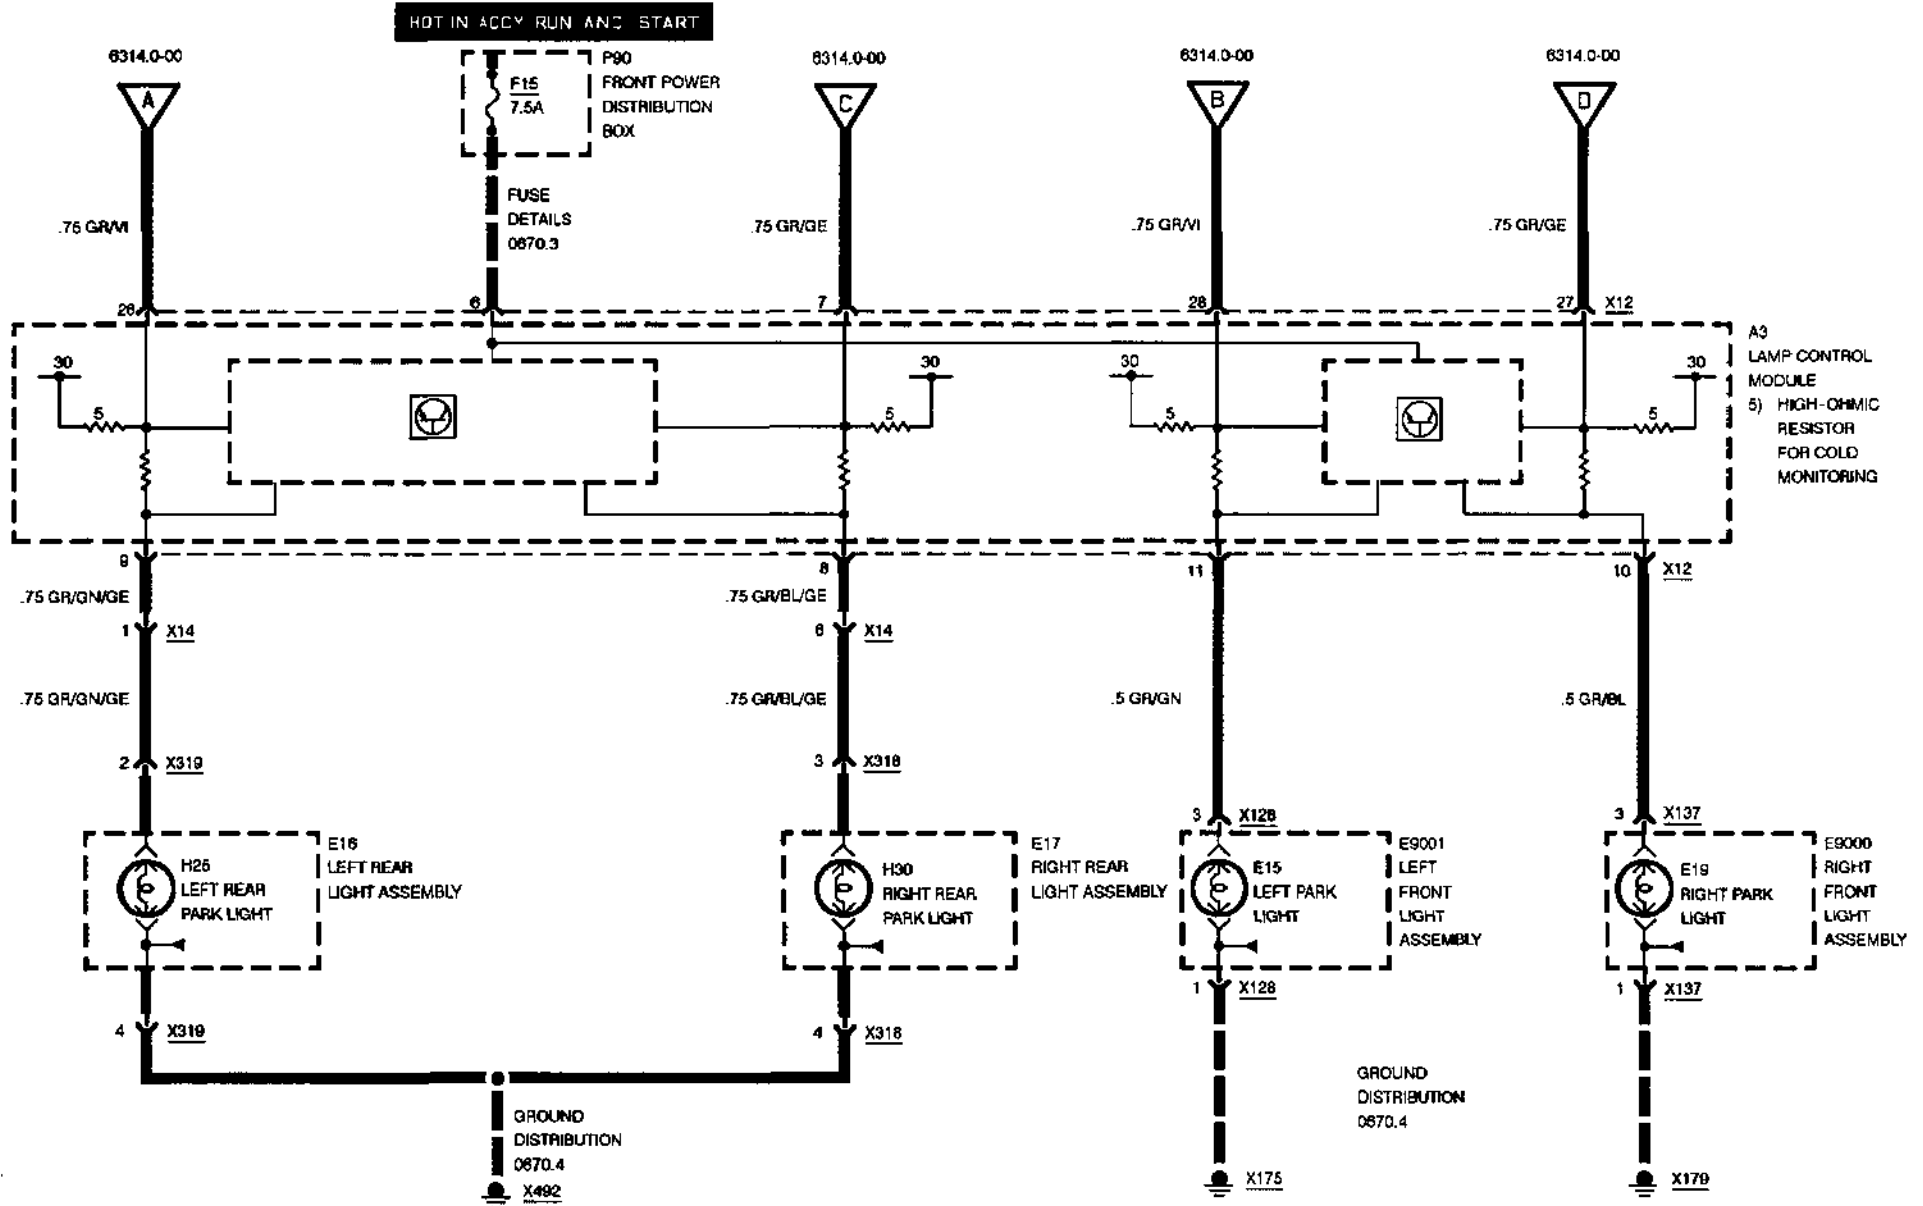 HOT IN ACCY RUN AND START
6314.0-00
A
F15
7.5A
P90
FRONT POWER
DISTRIBUTION
BOX
6314.0-00
C
6314.0-00
B
6314.0-00
D
.75 GR/VI
FUSE
DETAILS
0670.3
.75 GR/GE
.75 GR/VI
.75 GR/GE
26
6
7
28
27
X12
A3
LAMP CONTROL
MODULE
5) HIGH-OHMIC
RESISTOR
FOR COLD
MONITORING
30
5
30
5
30
5
30
5
9
8
11
10
X12
.75 GR/GN/GE
.75 GR/BL/GE
1
X14
6
X14
.75 GR/GN/GE
.75 GR/BL/GE
.5 GR/GN
.5 GR/BL
2
X319
3
X318
3
X128
3
X137
H25
LEFT REAR
PARK LIGHT
E16
LEFT REAR
LIGHT ASSEMBLY
H30
RIGHT REAR
PARK LIGHT
E17
RIGHT REAR
LIGHT ASSEMBLY
E15
LEFT PARK
LIGHT
E9001
LEFT
FRONT
LIGHT
ASSEMBLY
E19
RIGHT PARK
LIGHT
E9000
RIGHT
FRONT
LIGHT
ASSEMBLY
1
X128
1
X137
4
X319
4
X318
GROUND
DISTRIBUTION
0670.4
GROUND
DISTRIBUTION
0670.4
X492
X175
X179